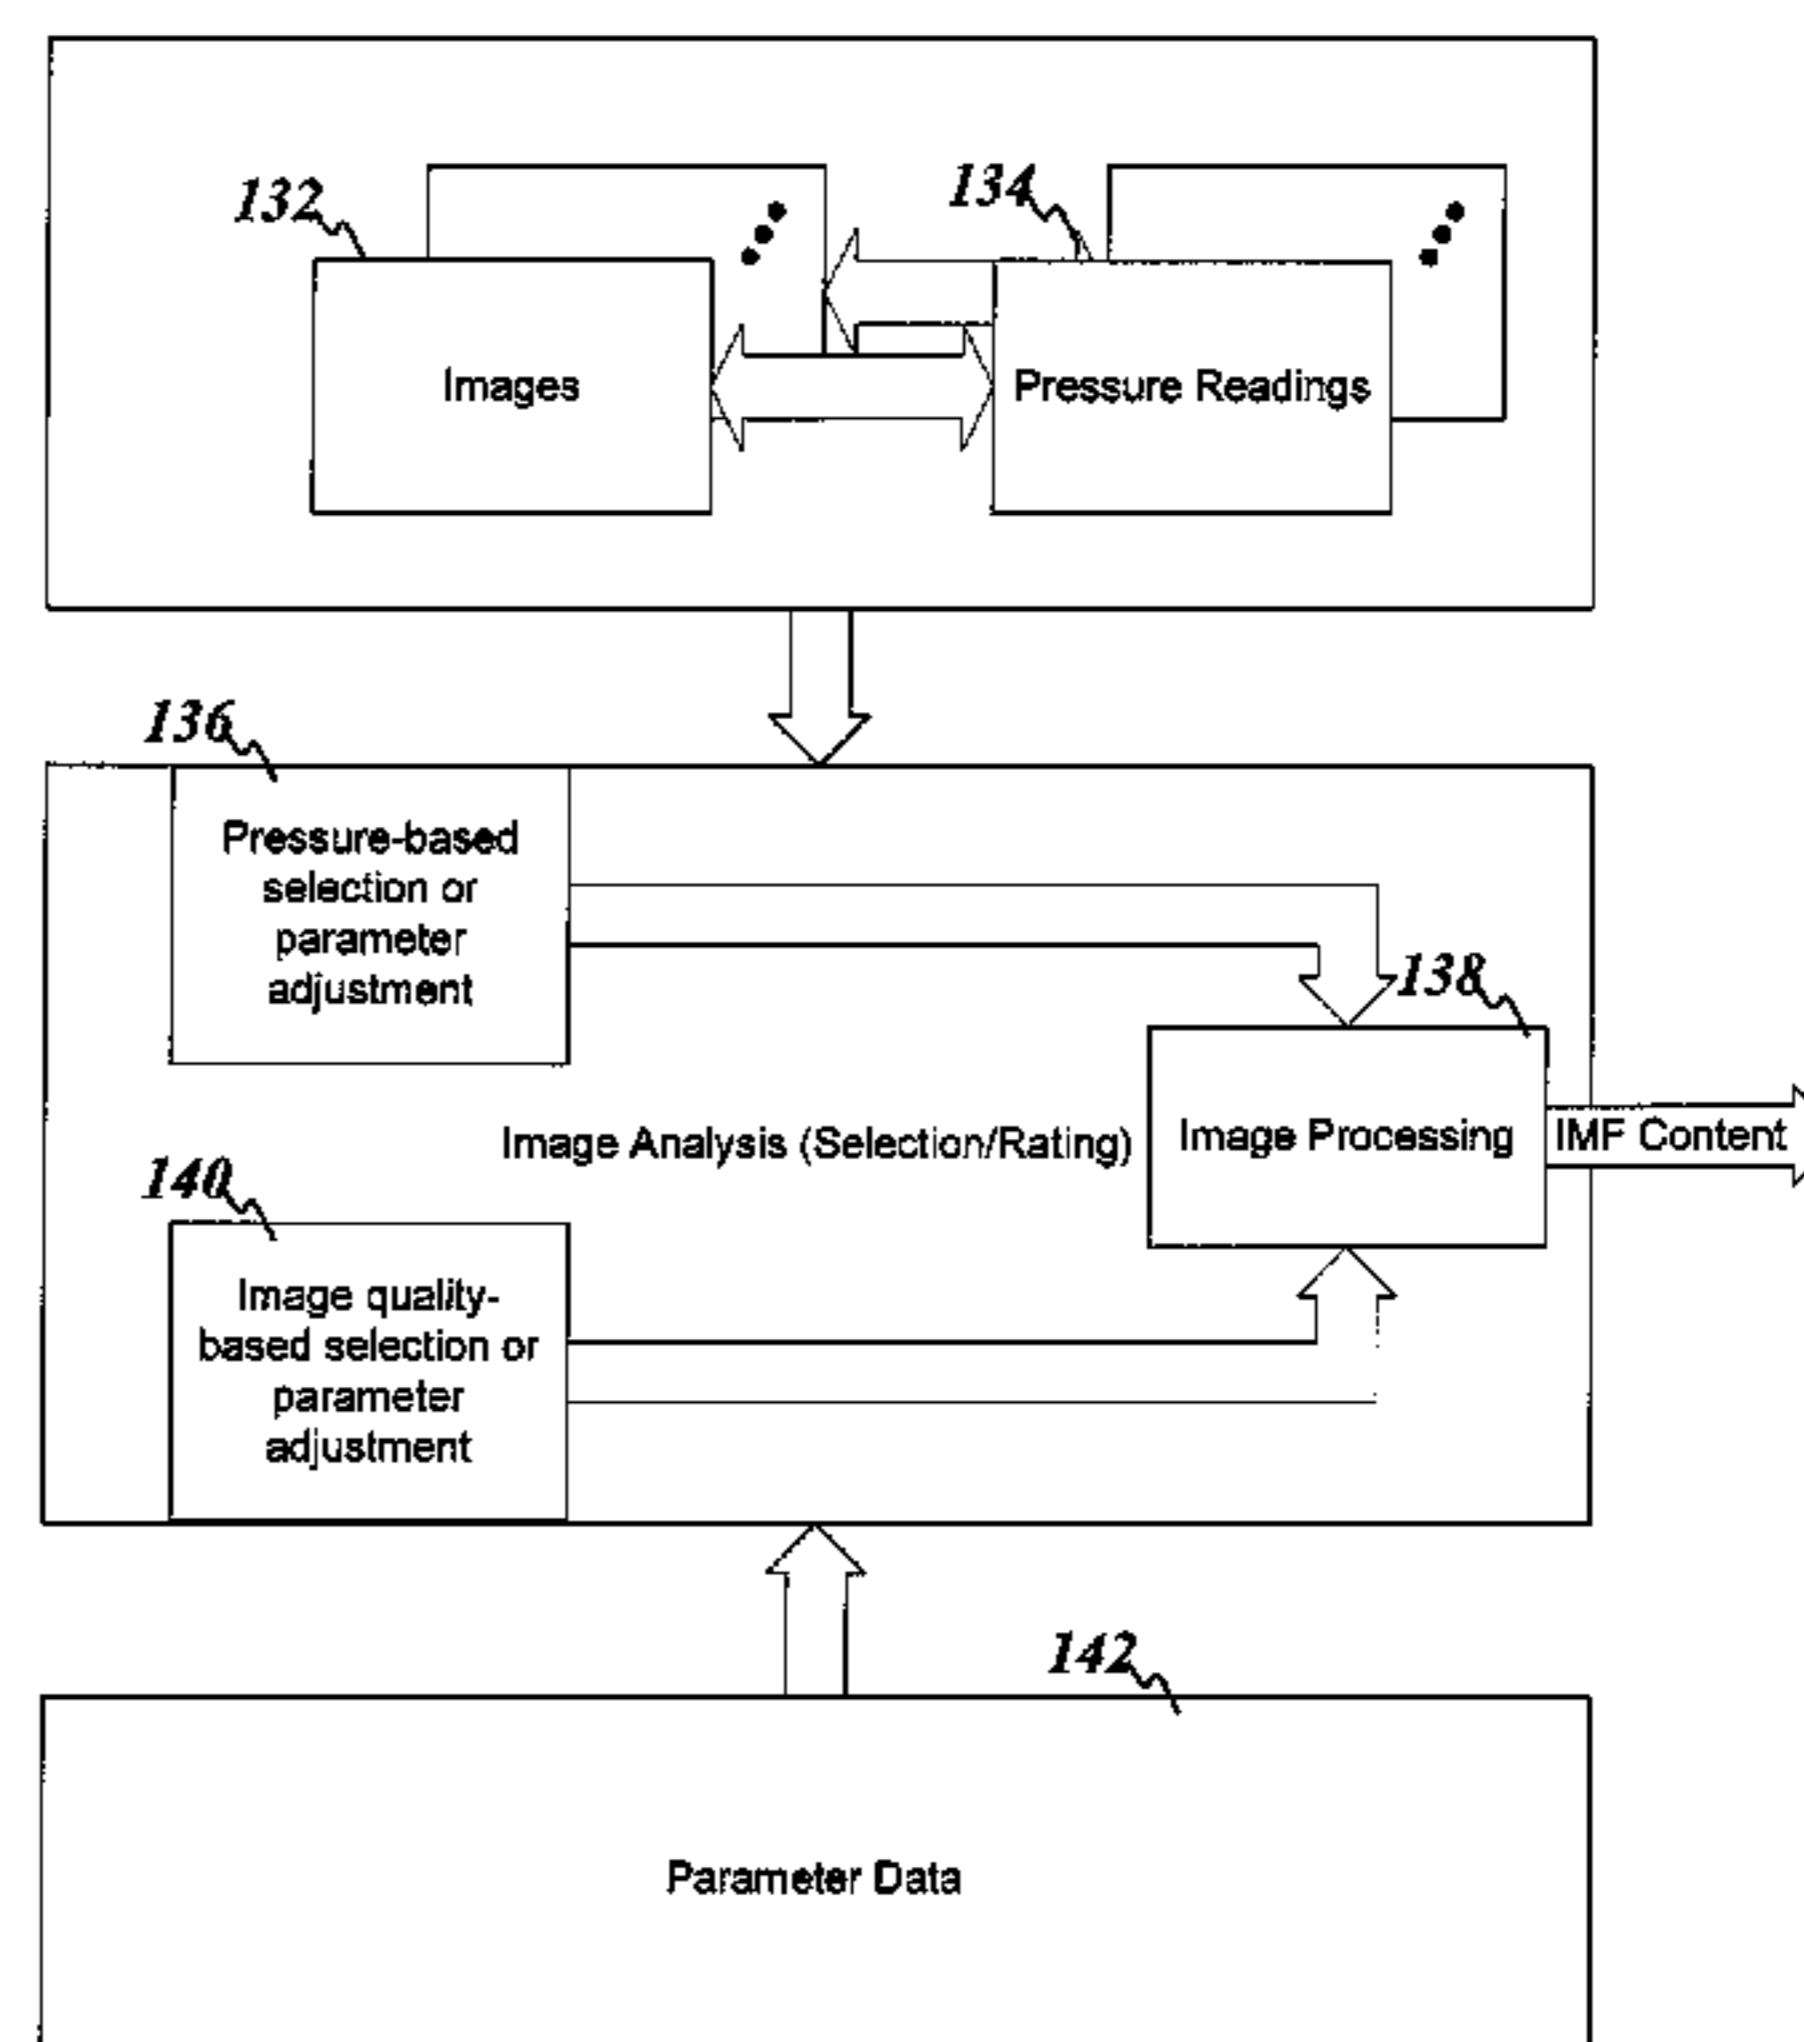 132
134
Images
Pressure Readings
136
Pressure-based
selection or
parameter
adjustment
138
Image Analysis (Selection/Rating)
Image Processing
IMF Content
140
Image quality-
based selection or
parameter
adjustment
142
Parameter Data